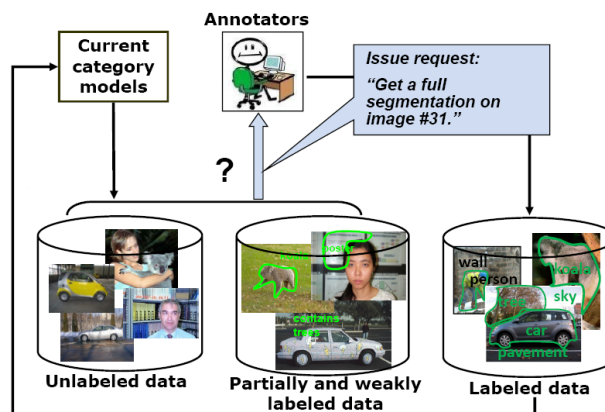 Current
category
models
Annotators
Issue request:
“Get a full
segmentation on
image #31.”
?
poster
contains
trees
wall
person
koala
tree
sky
car
pavement
Unlabeled data
Partially and weakly
labeled data
Labeled data